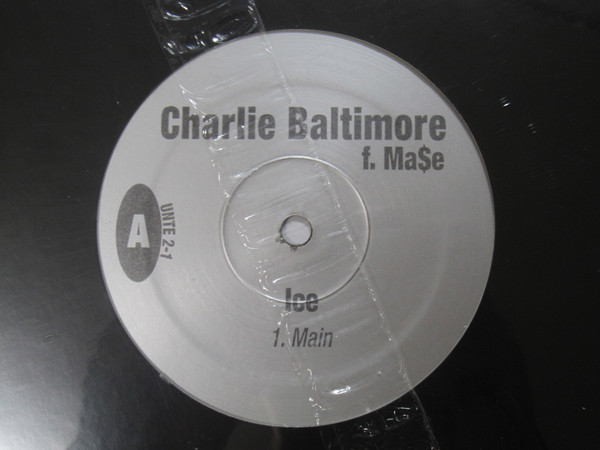 Charlie Baltimore
f. Ma$e
A
UNTE 2-1
Ice
1. Main